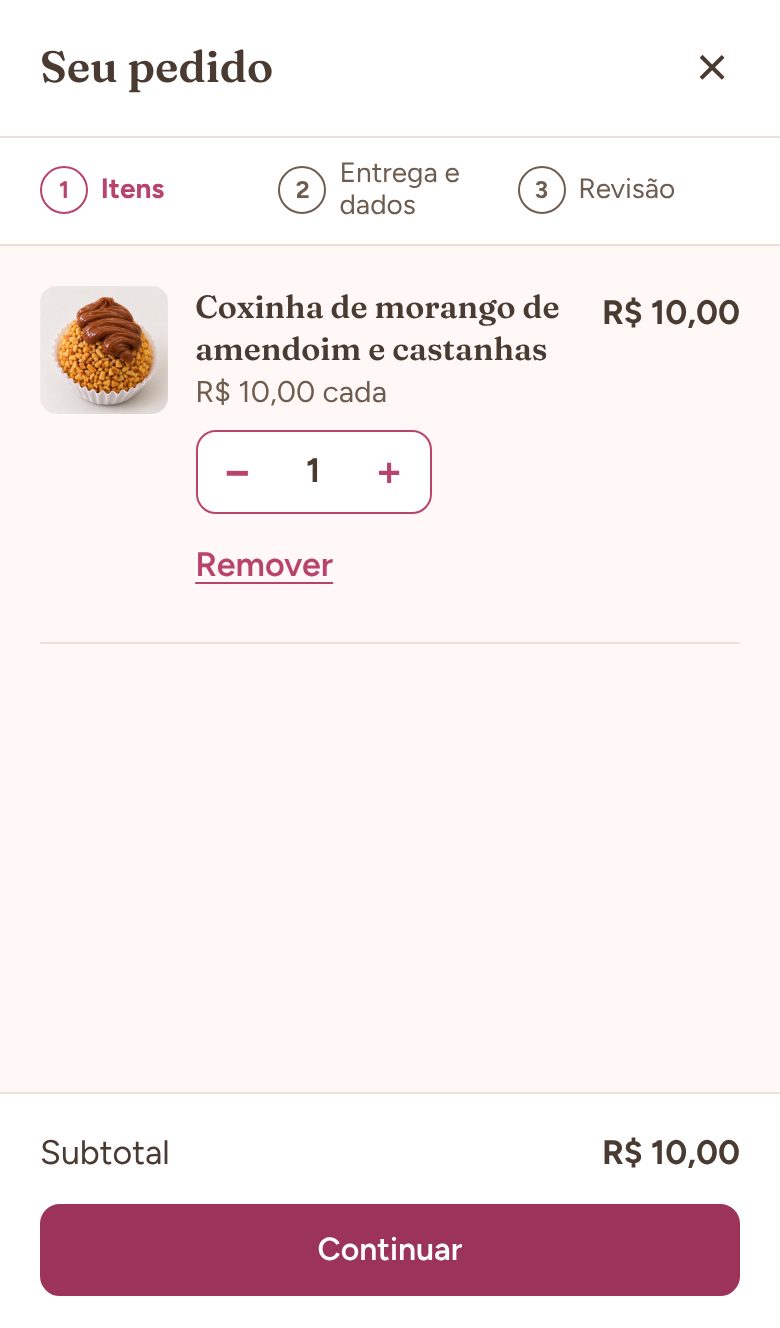 Seu pedido
1 Itens
2 Entrega e
dados
3 Revisão
Coxinha de morango de
amendoim e castanhas
R$ 10,00
R$ 10,00 cada
− 1 +
Remover
Subtotal R$ 10,00
Continuar